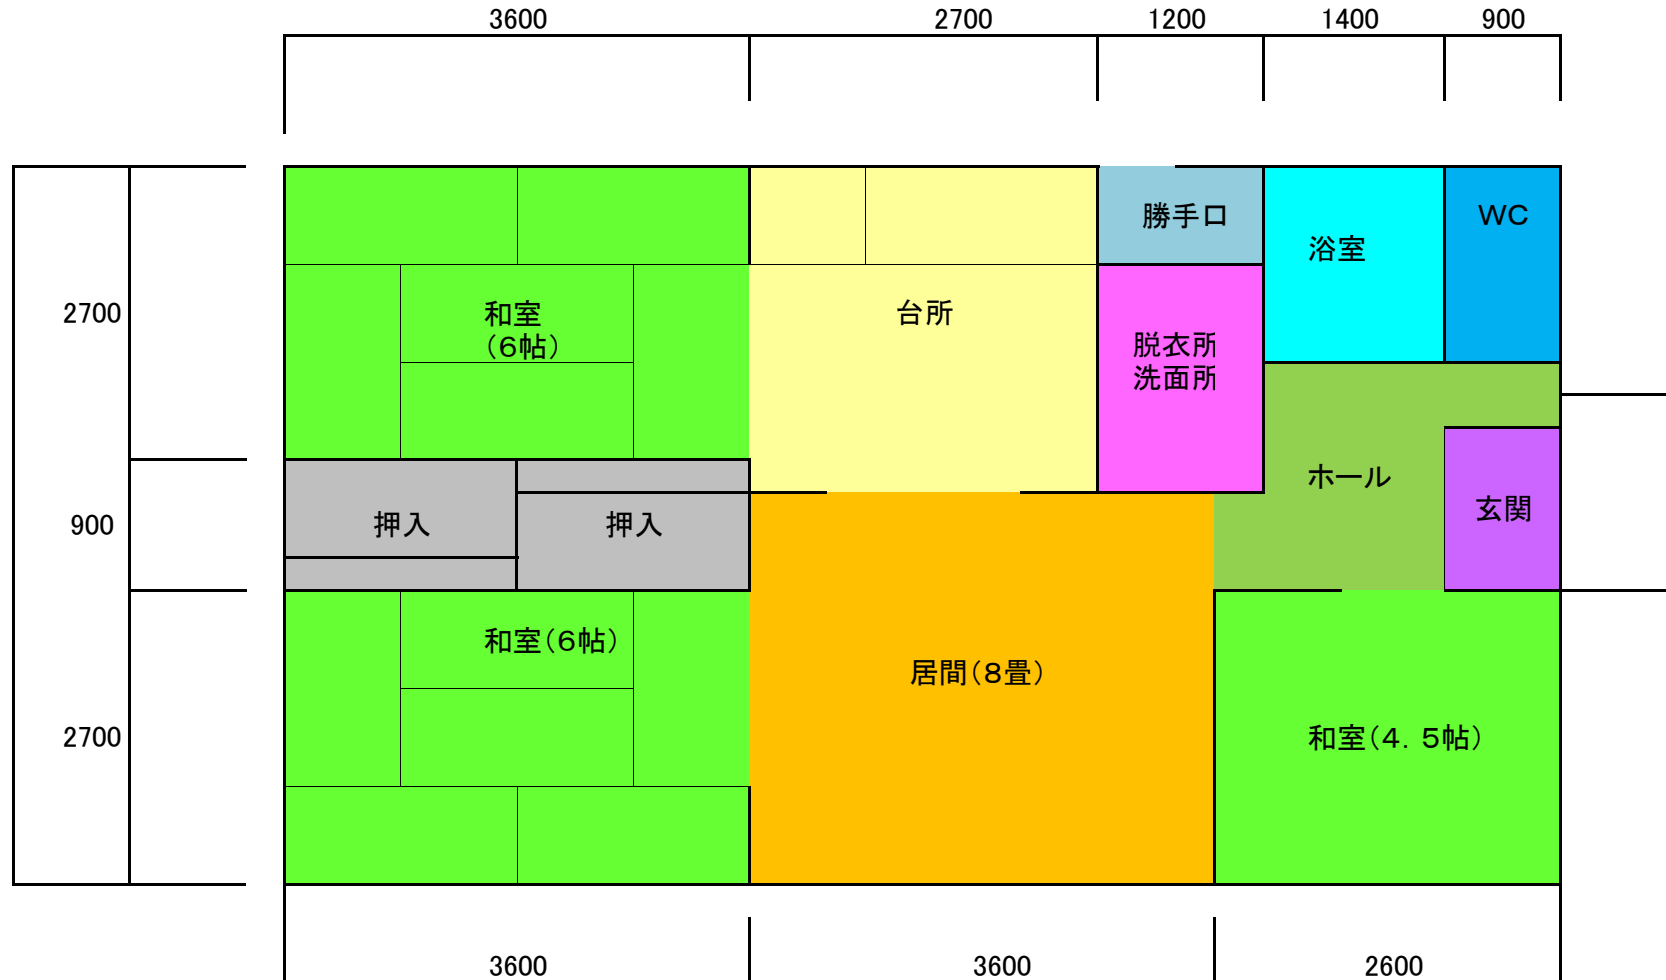 3600
2700
1200
1400
900
勝手口
WC
浴室
2700
和室
(6帖)
台所
脱衣所
洗面所
ホール
玄関
900
押入
押入
和室(6帖)
居間(8畳)
2700
和室(4.5帖)
3600
3600
2600